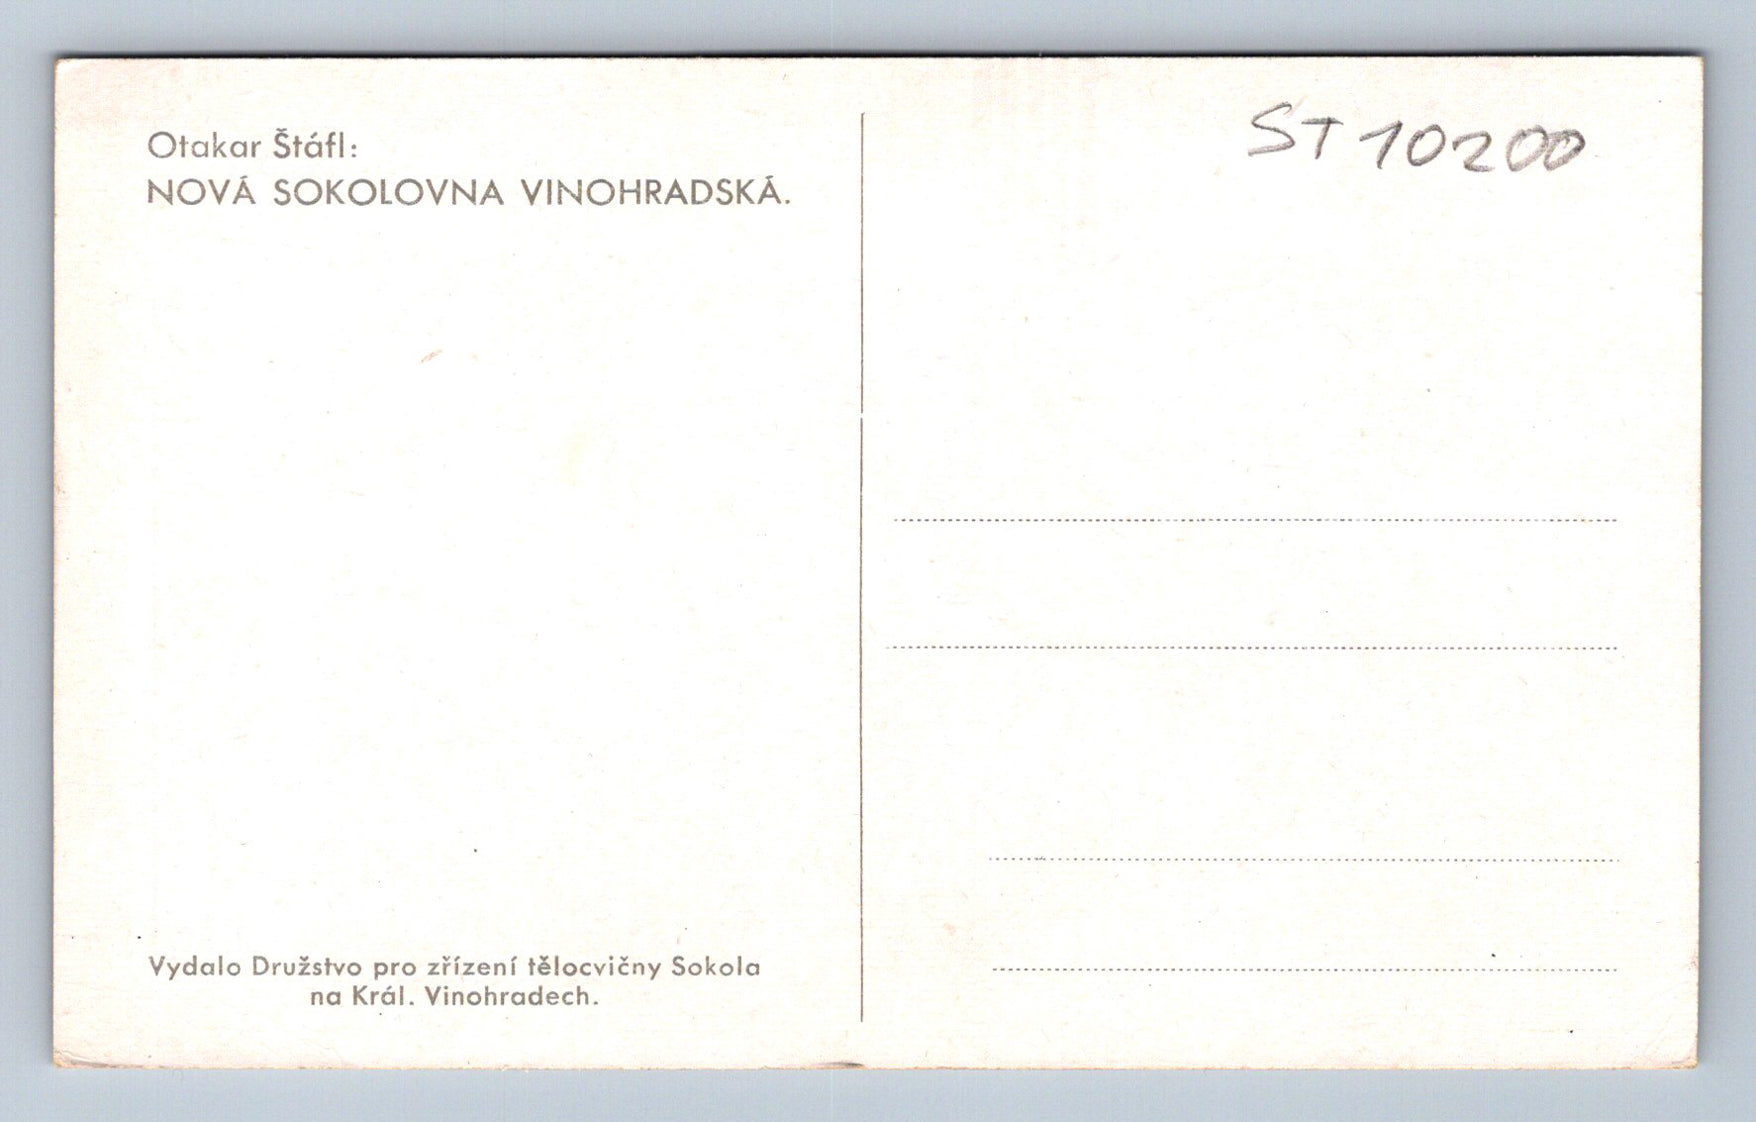 Otakar Štáfl:
NOVÁ SOKOLOVNA VINOHRADSKÁ.
ST 10200
Vydalo Družstvo pro zřízení tělocvičny Sokola
na Král. Vinohradech.